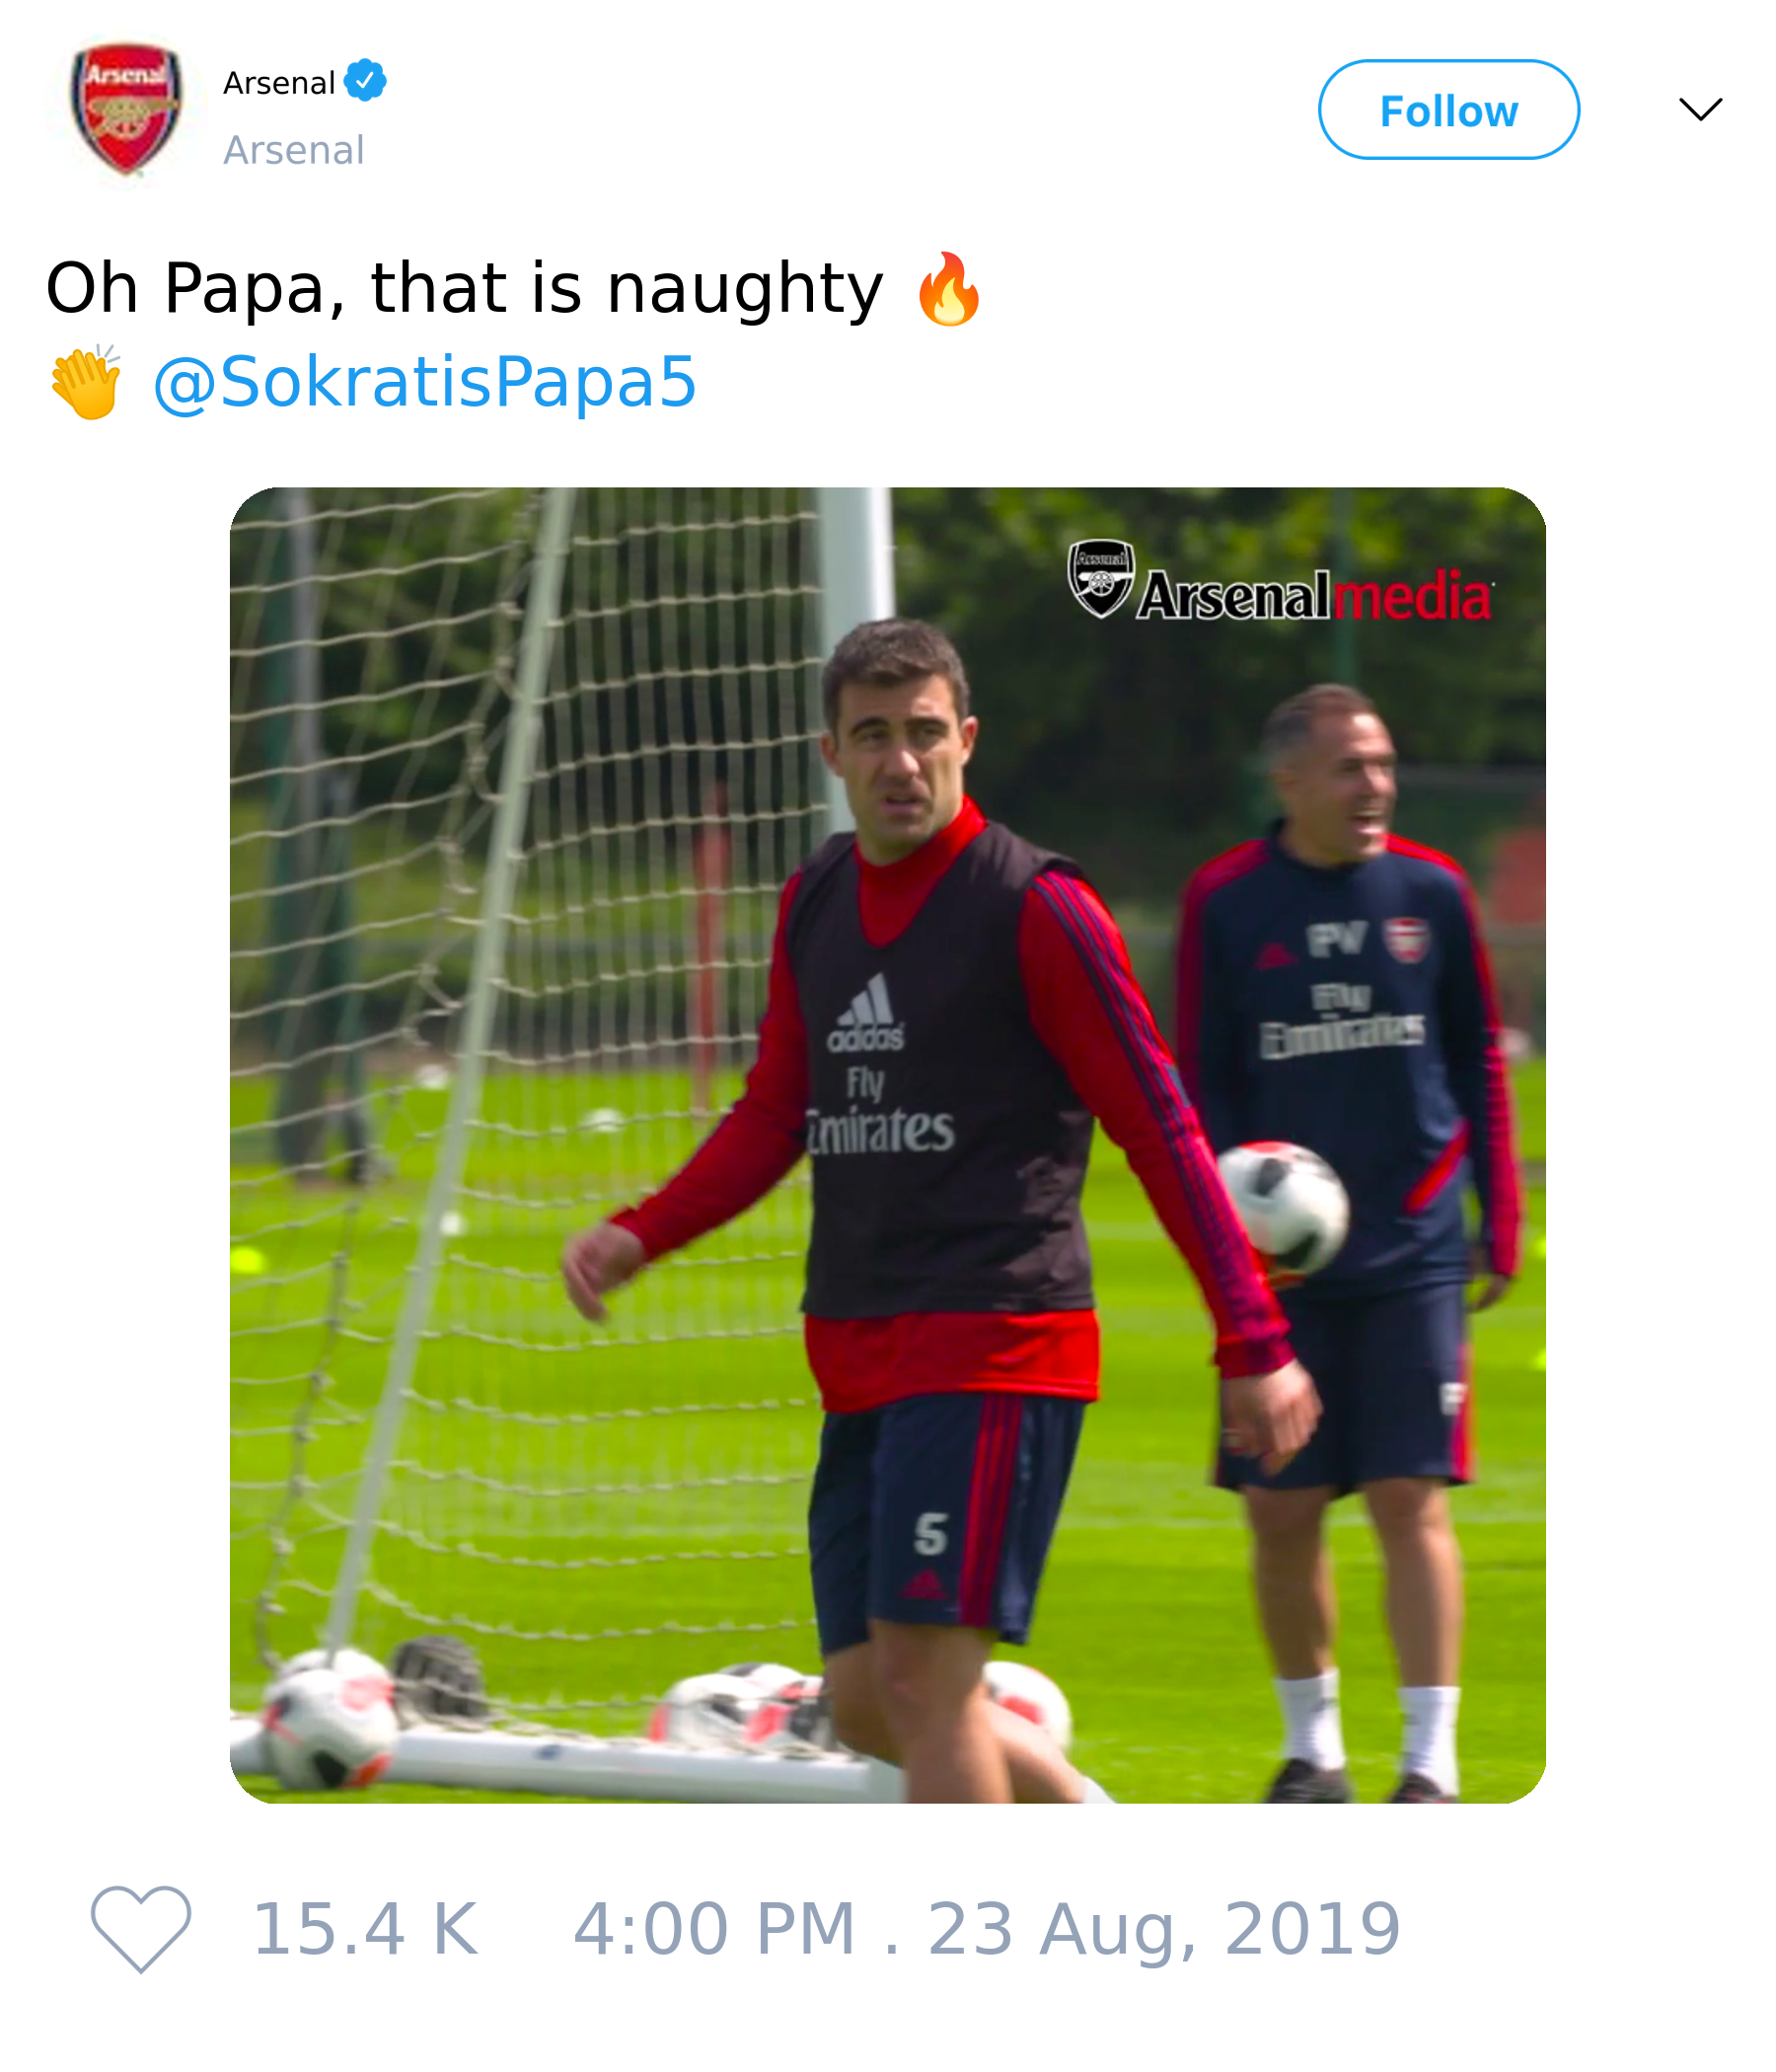 Arsenal
Arsenal
Arsenal
Follow
Oh Papa, that is naughty 🔥
👏 @SokratisPapa5
Arsenal
Arsenalmedia
PV
adidas
Fly
Emirates
Fly
Emirates
5
15.4 K 4:00 PM . 23 Aug, 2019